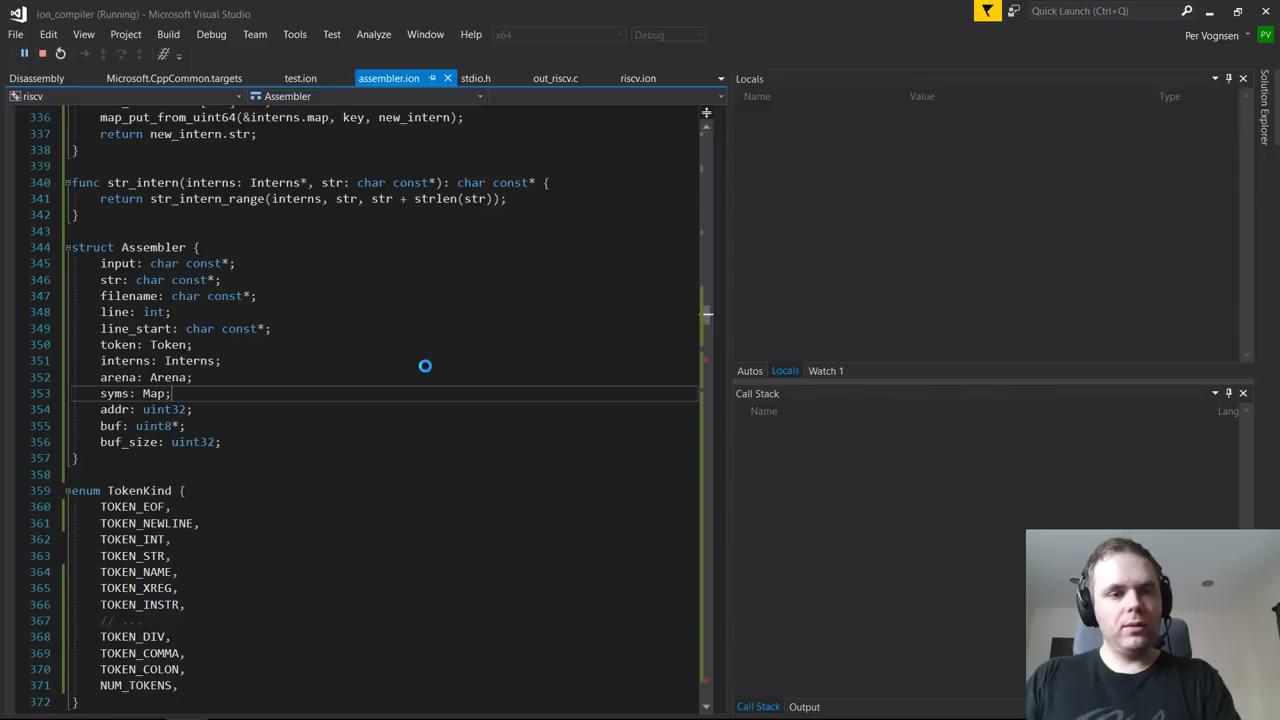 ion_compiler (Running) - Microsoft Visual Studio
Quick Launch (Ctrl+Q)
File Edit View Project Build Debug Team Tools Test Analyze Window Help x64 Debug Per Vognsen PV
Disassembly Microsoft.CppCommon.targets test.ion assembler.ion stdio.h out_riscv.c riscv.ion
riscv Assembler
336 map_put_from_uint64(&interns.map, key, new_intern);
337 return new_intern.str;
338 }
339
340 func str_intern(interns: Interns*, str: char const*): char const* {
341 return str_intern_range(interns, str, str + strlen(str));
342 }
343
344 struct Assembler {
345 input: char const*;
346 str: char const*;
347 filename: char const*;
348 line: int;
349 line_start: char const*;
350 token: Token;
351 interns: Interns;
352 arena: Arena;
353 syms: Map;
354 addr: uint32;
355 buf: uint8*;
356 buf_size: uint32;
357 }
358
359 enum TokenKind {
360 TOKEN_EOF,
361 TOKEN_NEWLINE,
362 TOKEN_INT,
363 TOKEN_STR,
364 TOKEN_NAME,
365 TOKEN_XREG,
366 TOKEN_INSTR,
367 // ...
368 TOKEN_DIV,
369 TOKEN_COMMA,
370 TOKEN_COLON,
371 NUM_TOKENS,
372 }
Locals
Name Value Type
Autos Locals Watch 1
Call Stack
Name Lang
Call Stack Output
Solution Explorer